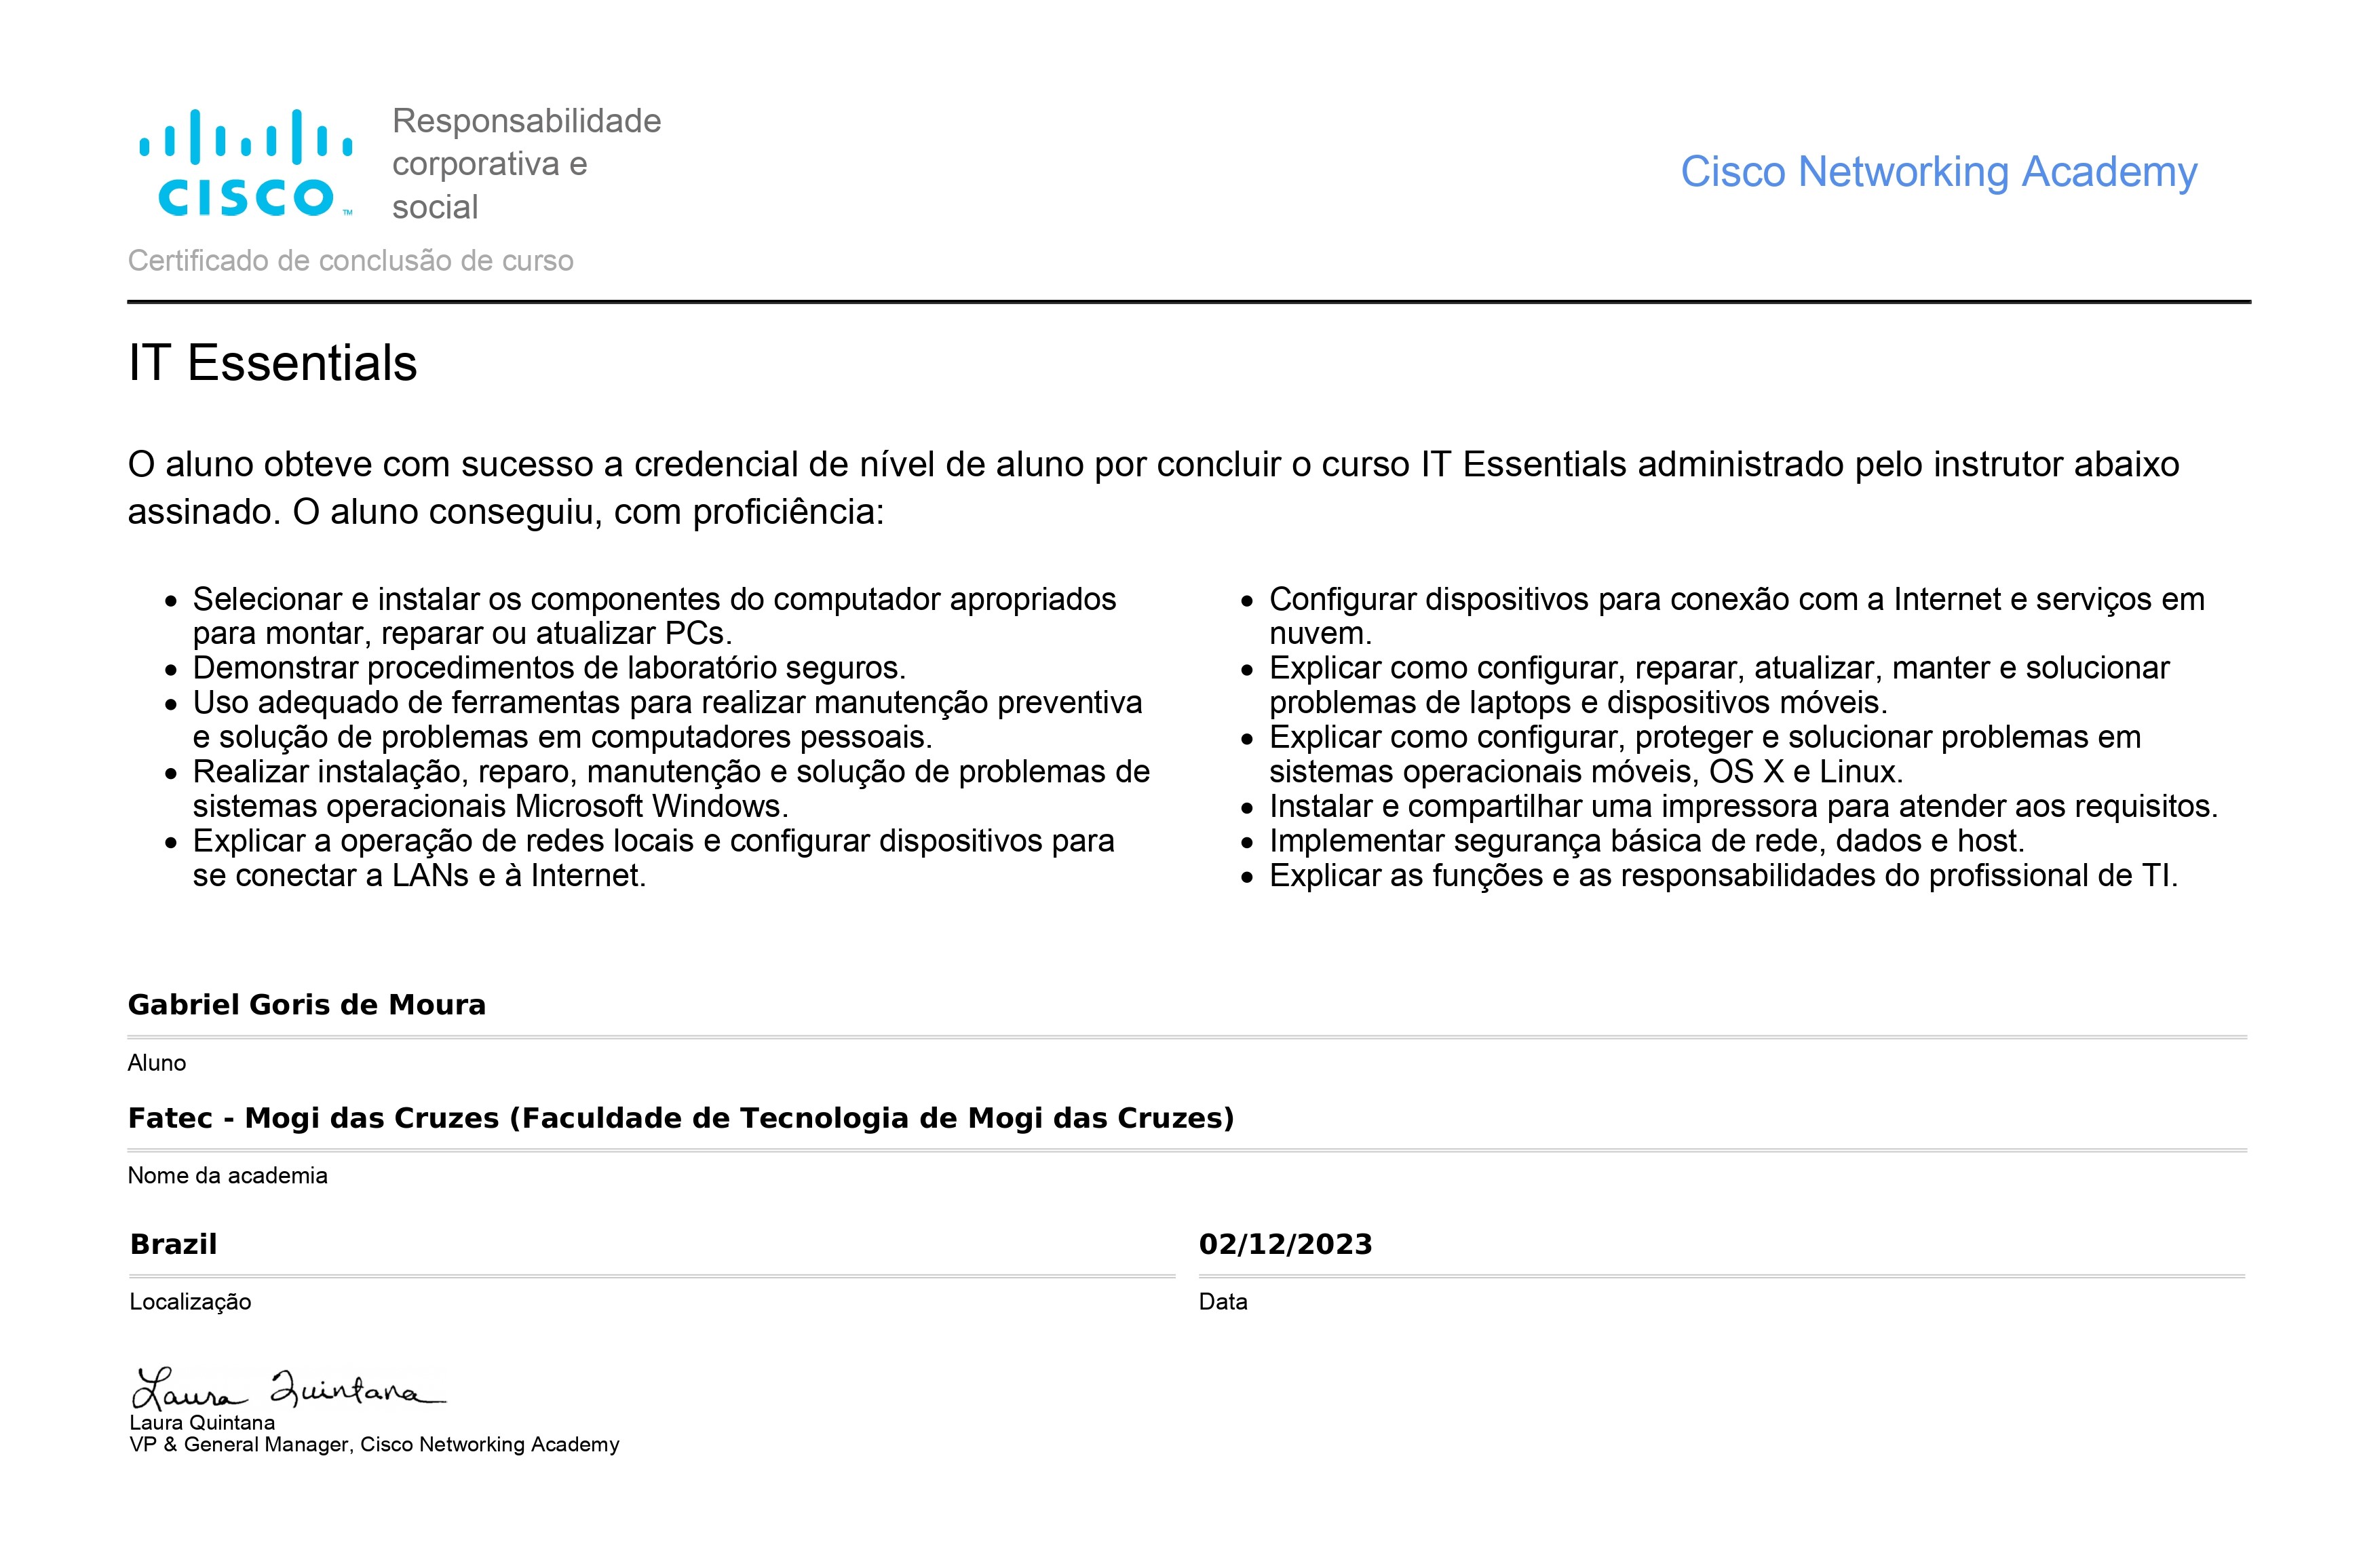 Responsabilidade
corporativa e
social
CISCO™
Cisco Networking Academy
Certificado de conclusão de curso
IT Essentials
O aluno obteve com sucesso a credencial de nível de aluno por concluir o curso IT Essentials administrado pelo instrutor abaixo
assinado. O aluno conseguiu, com proficiência:
• Selecionar e instalar os componentes do computador apropriados
para montar, reparar ou atualizar PCs.
• Demonstrar procedimentos de laboratório seguros.
• Uso adequado de ferramentas para realizar manutenção preventiva
e solução de problemas em computadores pessoais.
• Realizar instalação, reparo, manutenção e solução de problemas de
sistemas operacionais Microsoft Windows.
• Explicar a operação de redes locais e configurar dispositivos para
se conectar a LANs e à Internet.
• Configurar dispositivos para conexão com a Internet e serviços em
nuvem.
• Explicar como configurar, reparar, atualizar, manter e solucionar
problemas de laptops e dispositivos móveis.
• Explicar como configurar, proteger e solucionar problemas em
sistemas operacionais móveis, OS X e Linux.
• Instalar e compartilhar uma impressora para atender aos requisitos.
• Implementar segurança básica de rede, dados e host.
• Explicar as funções e as responsabilidades do profissional de TI.
Gabriel Goris de Moura
Aluno
Fatec - Mogi das Cruzes (Faculdade de Tecnologia de Mogi das Cruzes)
Nome da academia
Brazil
Localização
02/12/2023
Data
Laura Quintana
Laura Quintana
VP & General Manager, Cisco Networking Academy